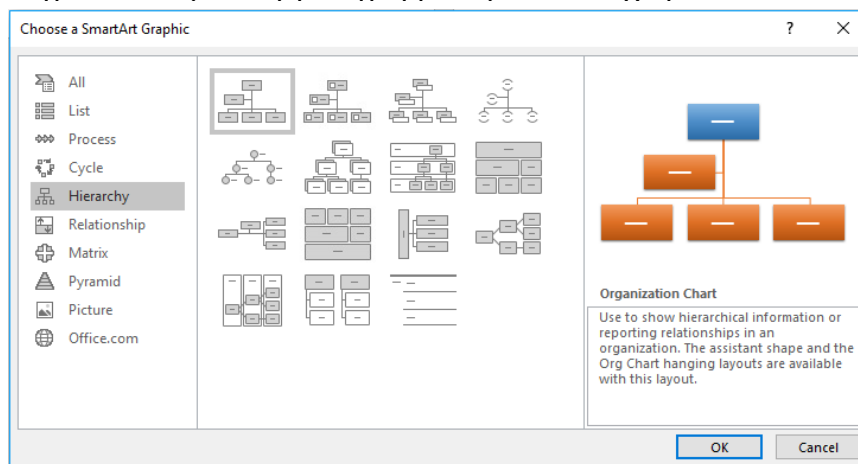 Choose a SmartArt Graphic
?
All
List
Process
Cycle
Hierarchy
Relationship
Matrix
Pyramid
Picture
Office.com
Organization Chart
Use to show hierarchical information or
reporting relationships in an
organization. The assistant shape and the
Org Chart hanging layouts are available
with this layout.
OK
Cancel